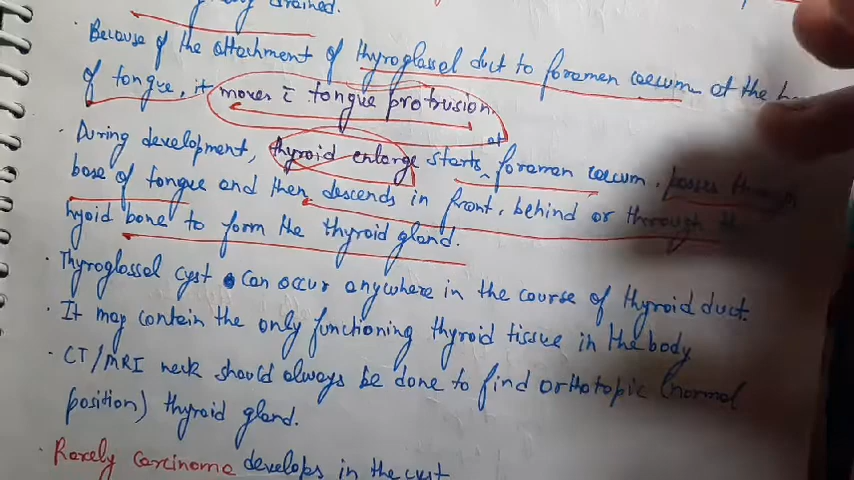 drained.
· Because of the attachment of thyroglossal duct to foramen caecum at the
of tongue, it moves c̄ tongue protrusion.
· During development, thyroid enlarge starts at foramen caecum, passes through
base of tongue and then descends in front, behind or thorough the
hyoid bone to form the thyroid gland.
· Thyroglossal cyst can occur anywhere in the course of thyroid duct.
· It may contain the only functioning thyroid tissue in the body
· CT/MRI neck should always be done to find orthotopic (normal
position) thyroid gland.
· Rarely carcinoma develops in the cyst